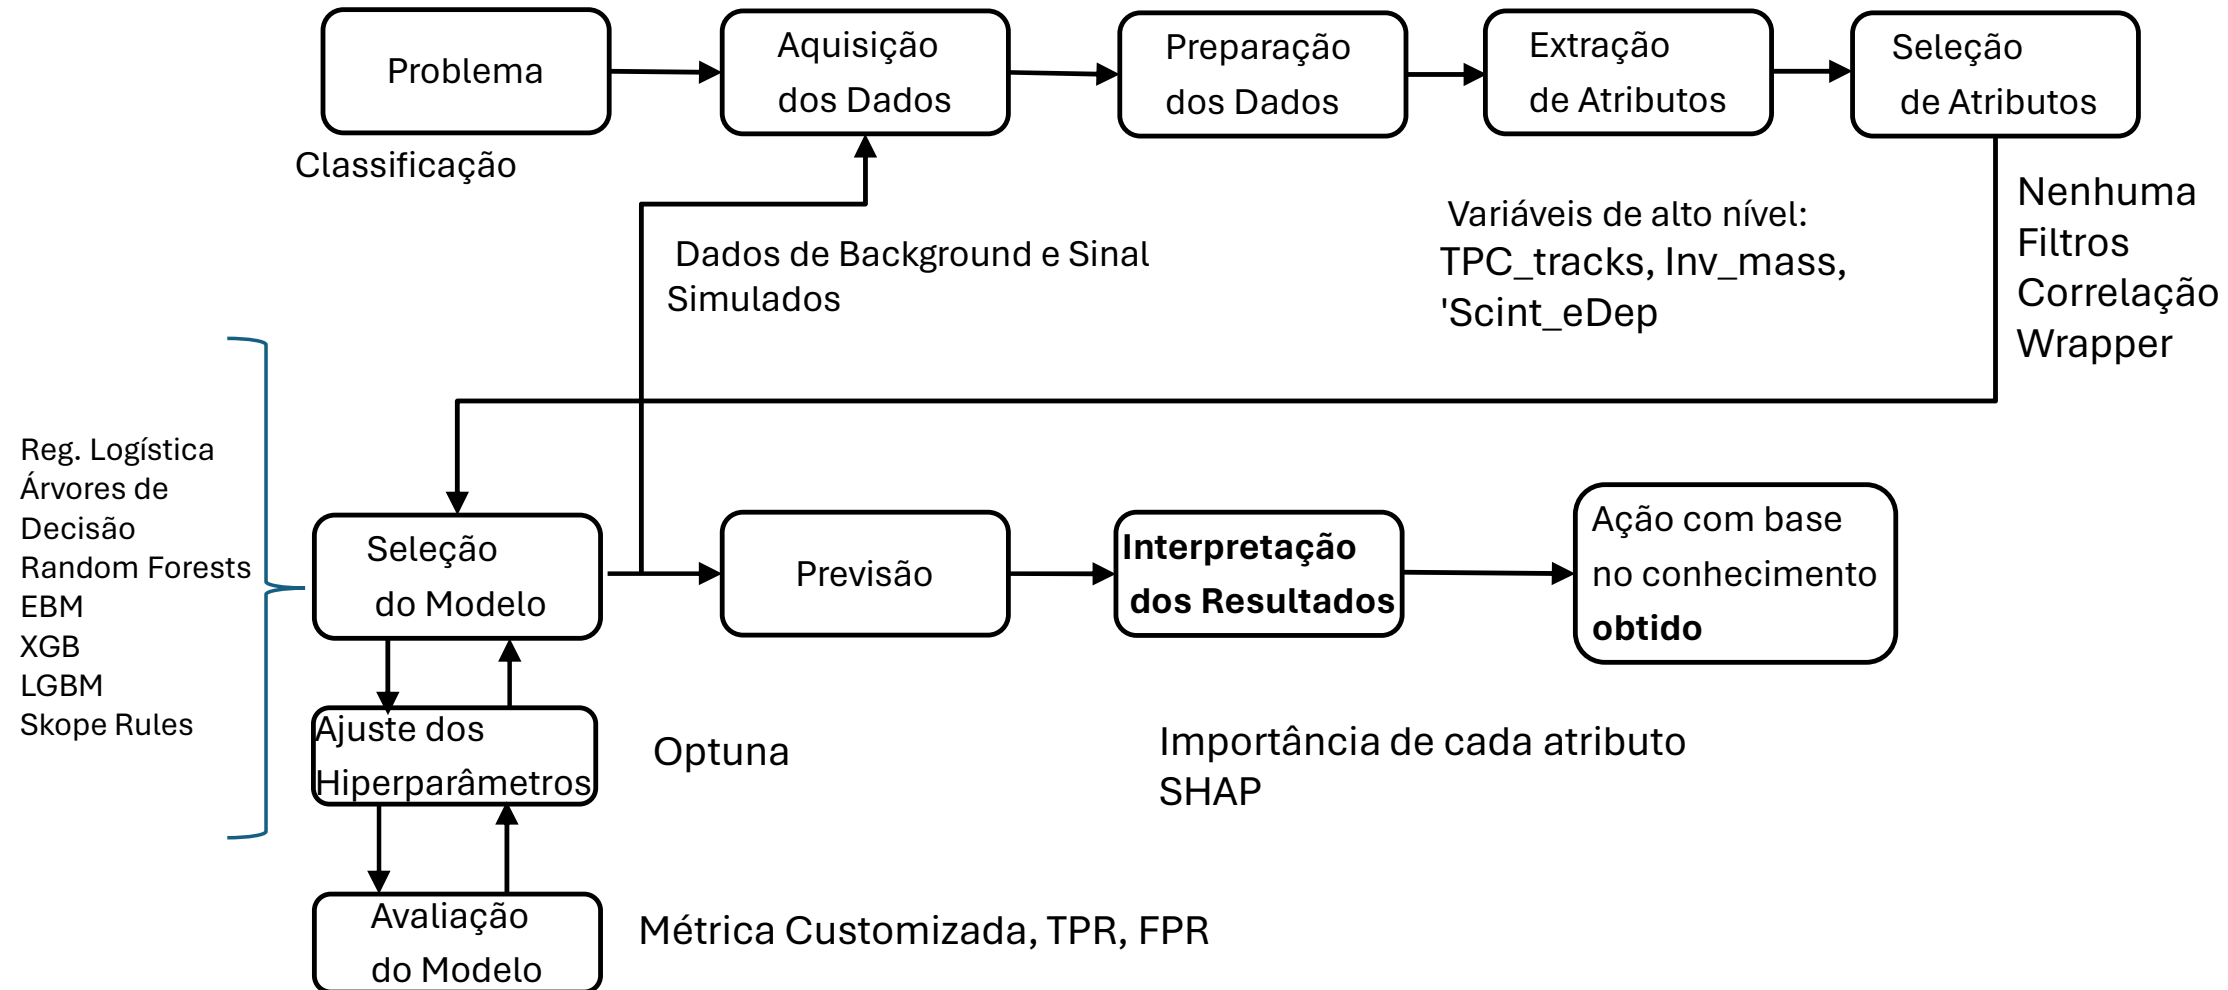 Problema
Classificação
Aquisição
dos Dados
Preparação
dos Dados
Extração
de Atributos
Seleção
de Atributos
Dados de Background e Sinal
Simulados
Variáveis de alto nível:
TPC_tracks, Inv_mass,
'Scint_eDep
Nenhuma
Filtros
Correlação
Wrapper
Reg. Logística
Árvores de
Decisão
Random Forests
EBM
XGB
LGBM
Skope Rules
Seleção
do Modelo
Previsão
Interpretação
dos Resultados
Ação com base
no conhecimento
obtido
Ajuste dos
Hiperparâmetros
Optuna
Importância de cada atributo
SHAP
Avaliação
do Modelo
Métrica Customizada, TPR, FPR